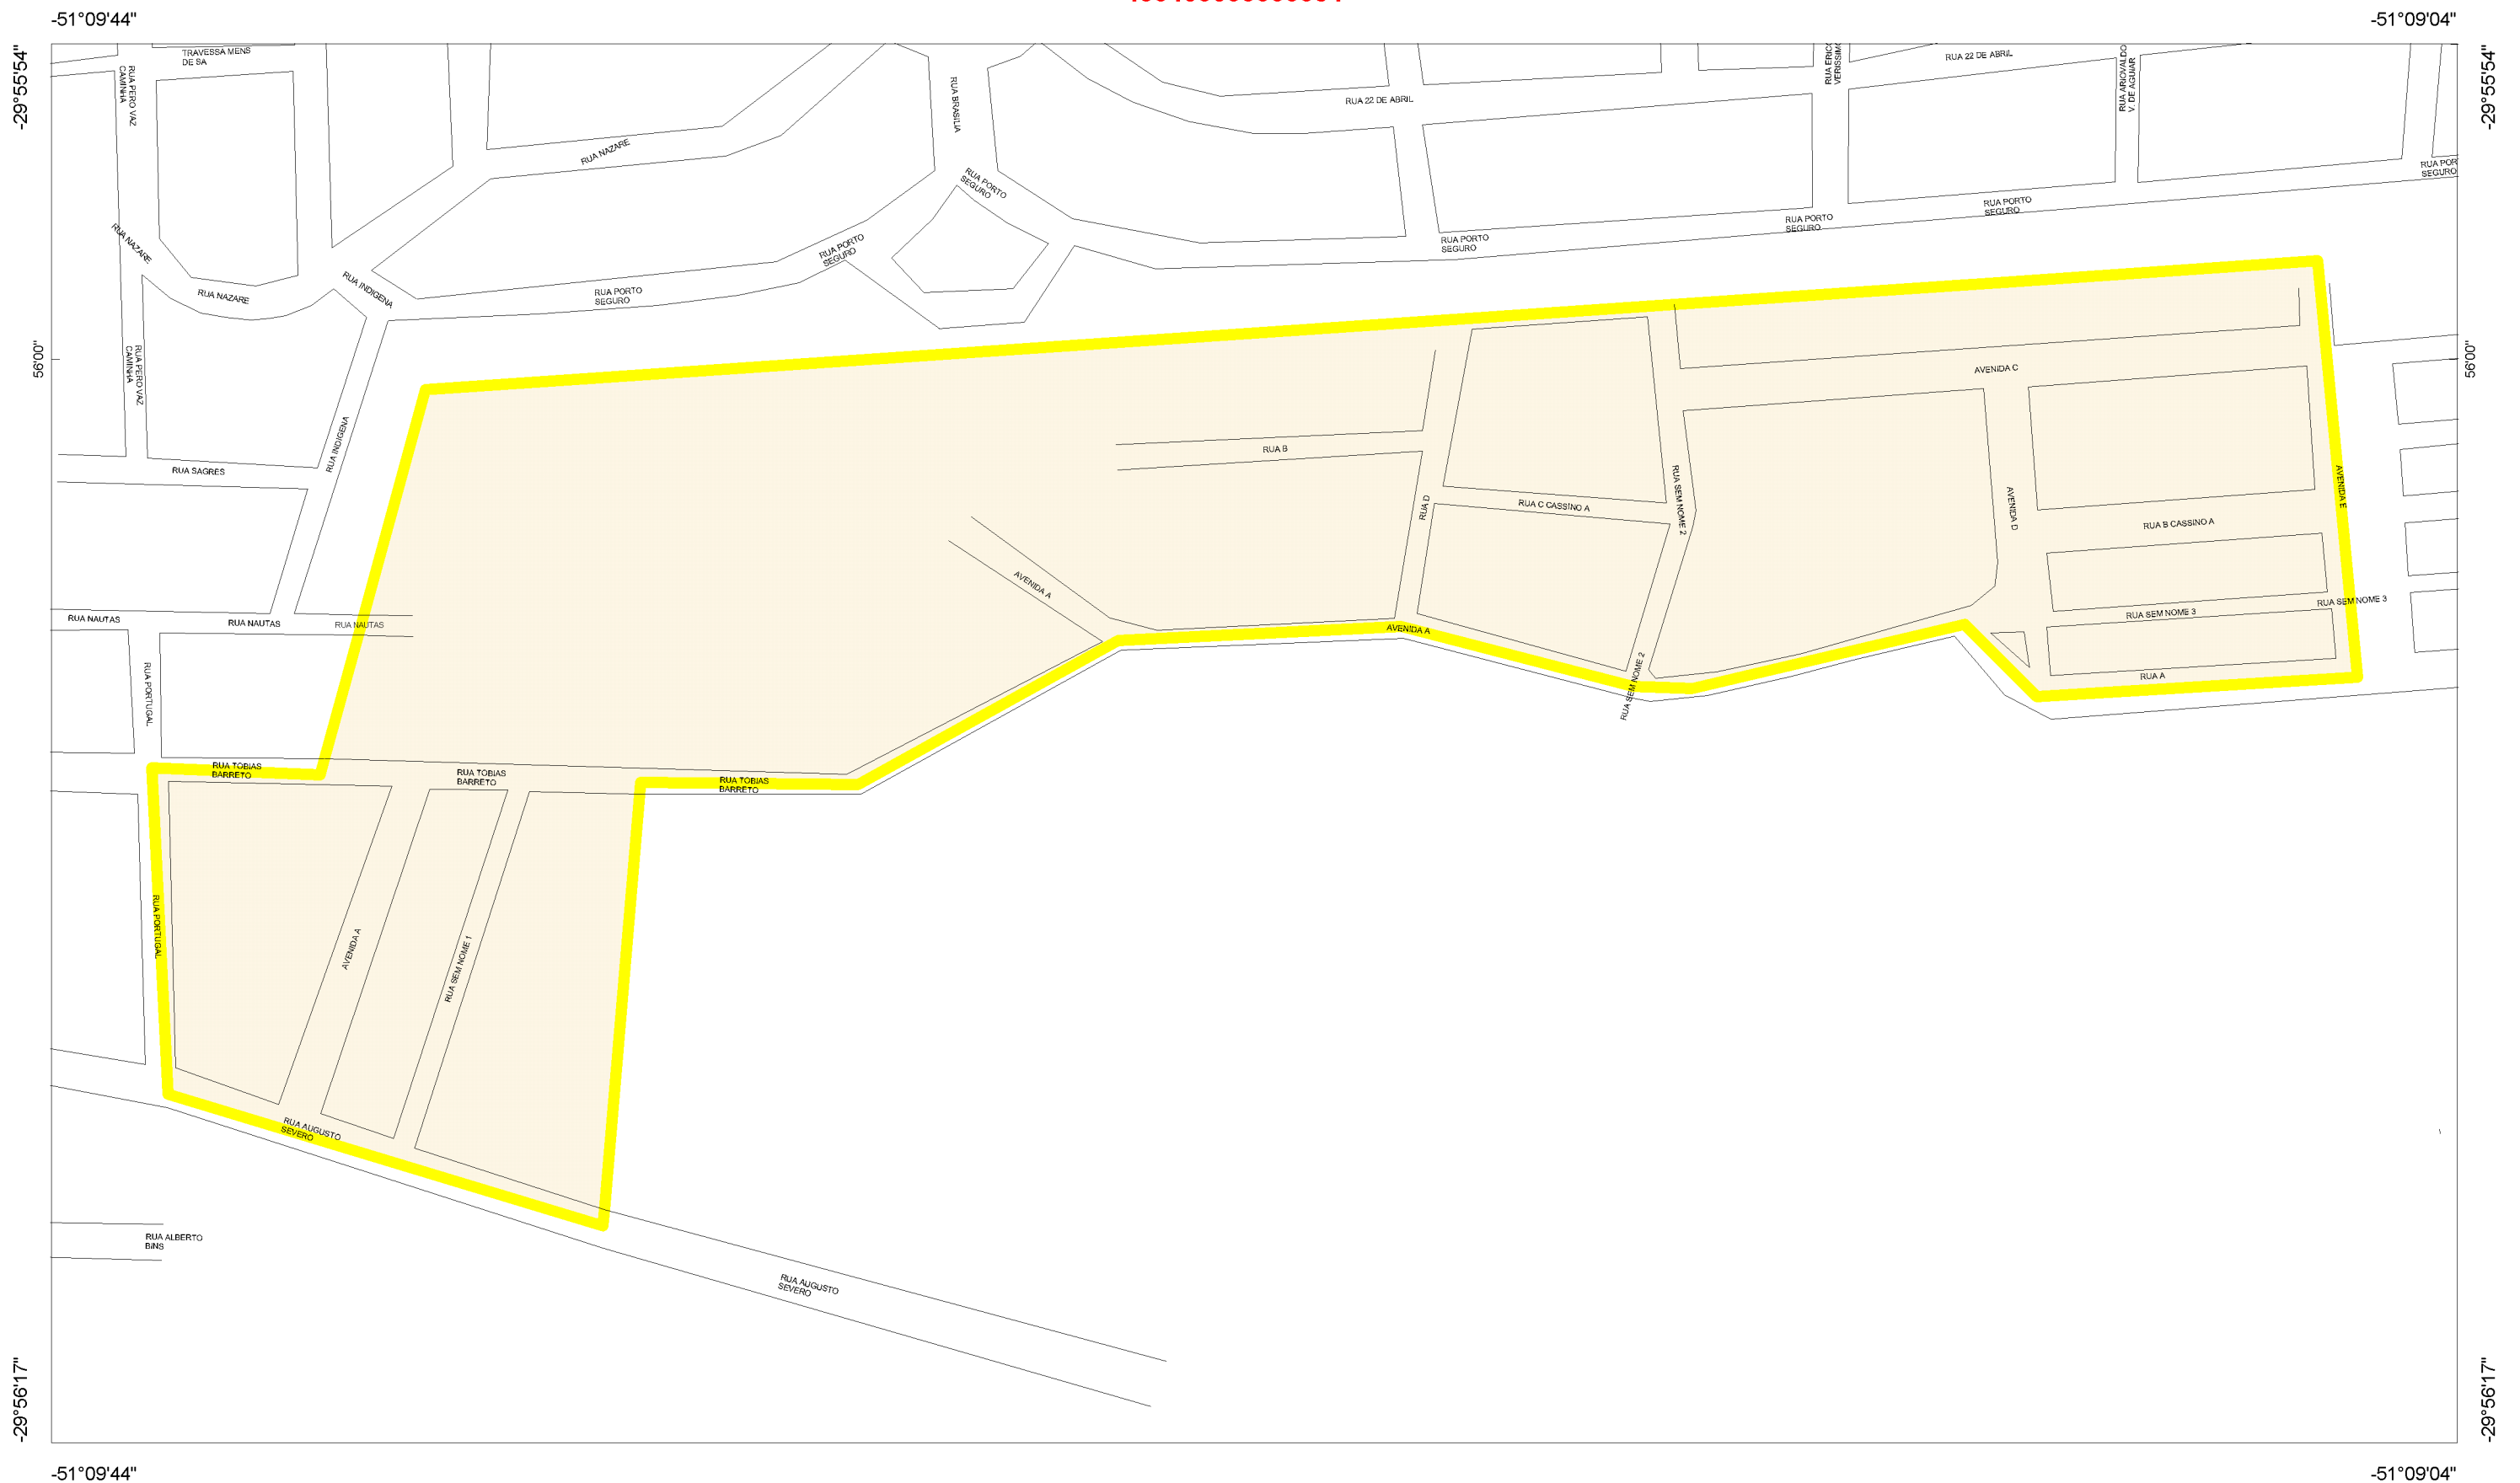 -51°09'44"
-51°09'04"
-29°55'54"
-29°55'54"
TRAVESSA MENS
DE SA
RUA PERO VAZ
CAMINHA
RUA BRASILIA
RUA 22 DE ABRIL
RUA ERICO
VERISSIMO
RUA 22 DE ABRIL
RUA ARIOVALDO
V. DE AGUIAR
RUA NAZARE
RUA PORTO
SEGURO
RUA POR
SEGURO
RUA PORTO
SEGURO
RUA PORTO
SEGURO
RUA PORTO
SEGURO
RUA NAZARE
RUA PORTO
SEGURO
RUA NAZARE
RUA INDIGENA
RUA PORTO
SEGURO
56'00"
56'00"
RUA PERO VAZ
CAMINHA
AVENIDA C
RUA INDIGENA
RUA B
RUA SAGRES
RUA D
RUA C CASSINO A
RUA SEM NOME 2
AVENIDA D
AVENIDA E
RUA B CASSINO A
AVENIDA A
RUA SEM NOME 3
RUA SEM NOME 3
RUA NAUTAS
RUA NAUTAS
RUA NAUTAS
AVENIDA A
RUA SEM NOME 2
RUA A
RUA PORTUGAL
RUA TOBIAS
BARRETO
RUA TOBIAS
BARRETO
RUA TOBIAS
BARRETO
RUA PORTUGAL
AVENIDA A
RUA SEM NOME 1
RUA AUGUSTO
SEVERO
RUA ALBERTO
BINS
RUA AUGUSTO
SEVERO
-29°56'17"
-29°56'17"
-51°09'44"
-51°09'04"